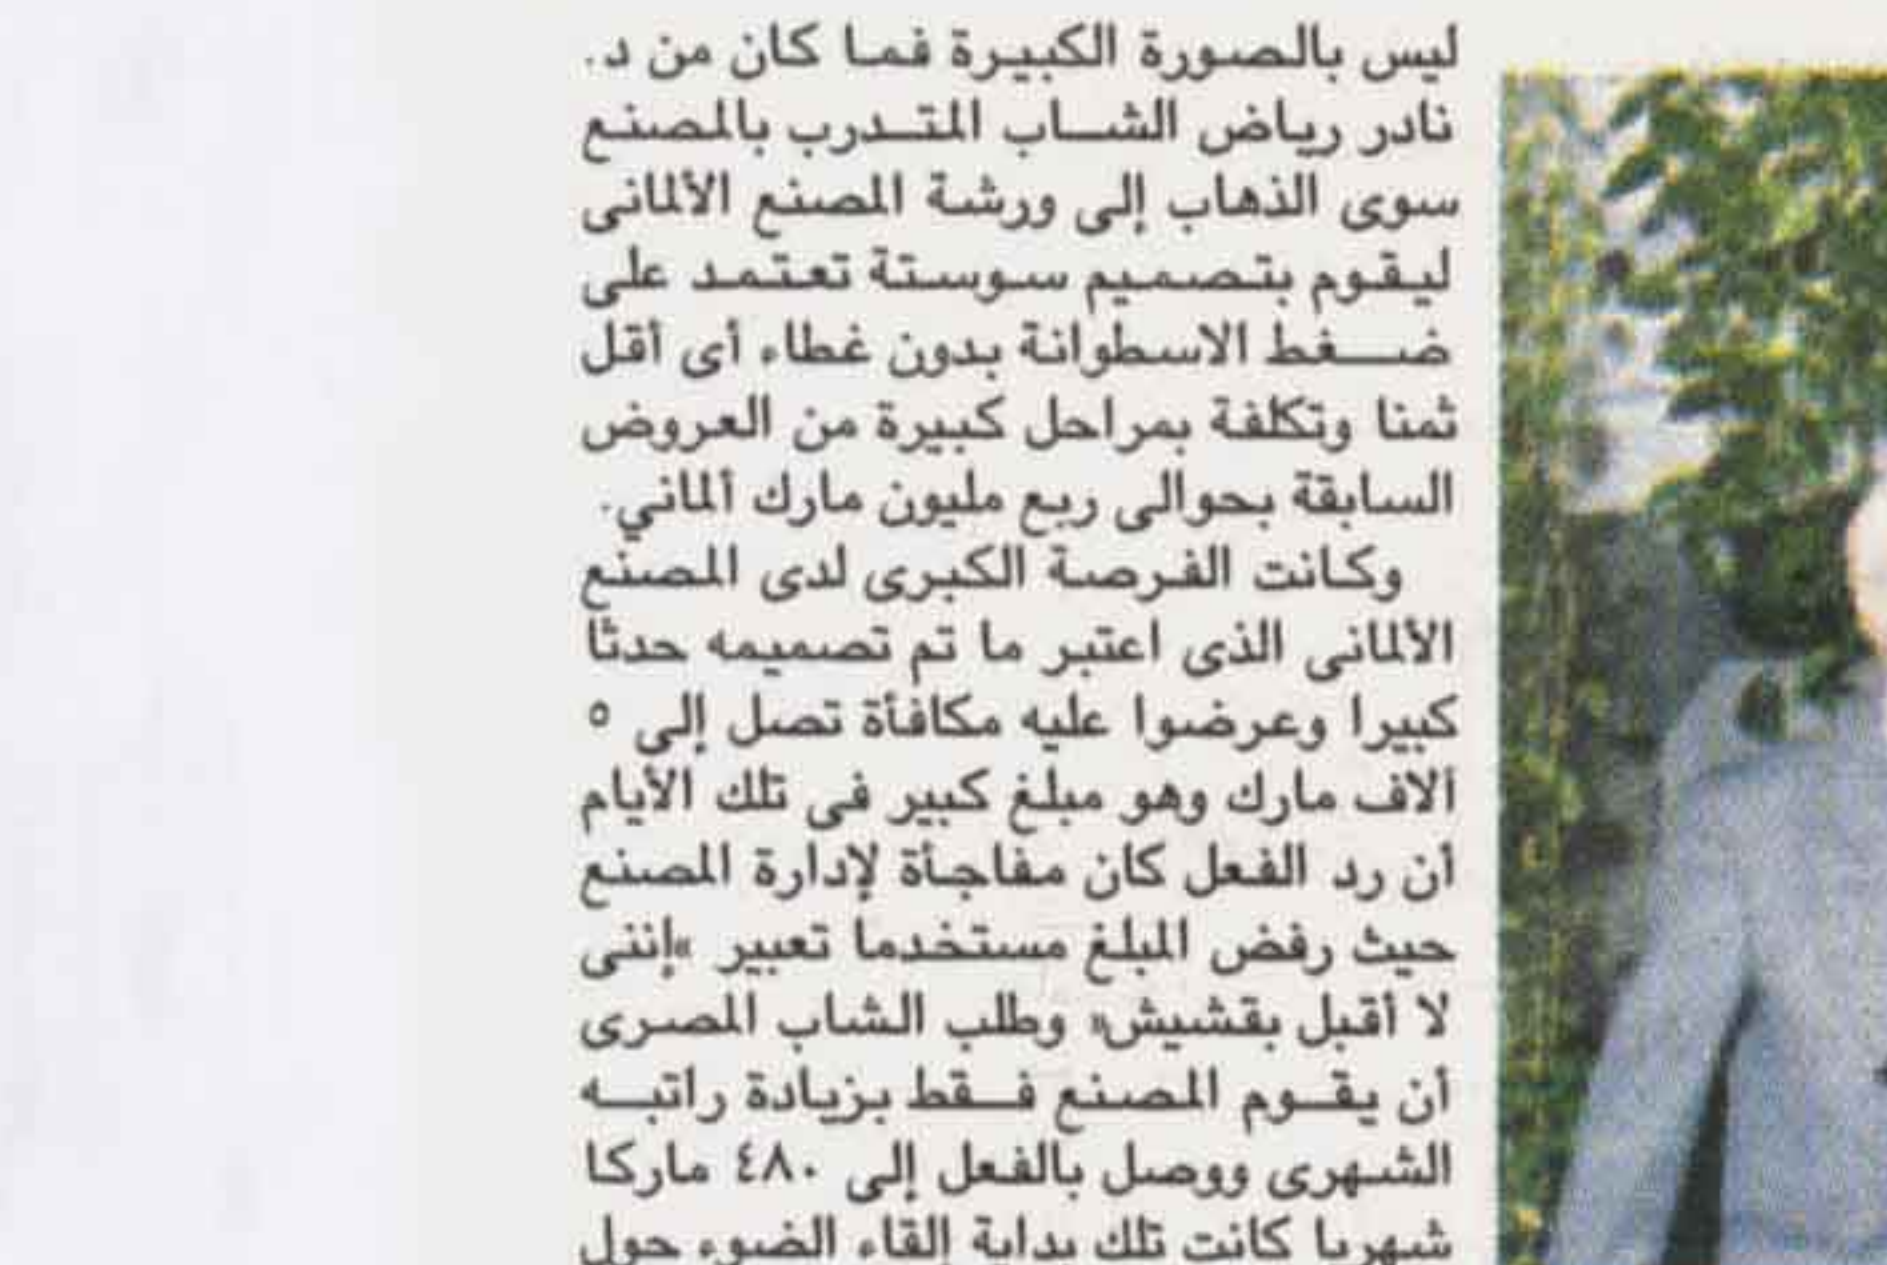 ليس بالصورة الكبيرة فما كان من د.
نادر رياض الشاب المتدرب بالمصنع
سوى الذهاب إلى ورشة المصنع الألمانى
ليقوم بتصميم سوستة تعتمد على
ضغط الاسطوانة بدون غطاء أى أقل
ثمنا وتكلفة بمراحل كبيرة من العروض
السابقة بحوالى ربع مليون مارك ألماني.
وكانت الفرصة الكبرى لدى المصنع
الألمانى الذى اعتبر ما تم تصميمه حدثا
كبيرا وعرضوا عليه مكافأة تصل إلى ٥
آلاف مارك وهو مبلغ كبير فى تلك الأيام
أن رد الفعل كان مفاجأة لإدارة المصنع
حيث رفض المبلغ مستخدما تعبير »إننى
لا أقبل بقشيش« وطلب الشاب المصرى
أن يقوم المصنع فقط بزيادة راتبه
الشهرى ووصل بالفعل إلى ٤٨٠ ماركا
شهريا كانت تلك بداية إلقاء الضوء حول